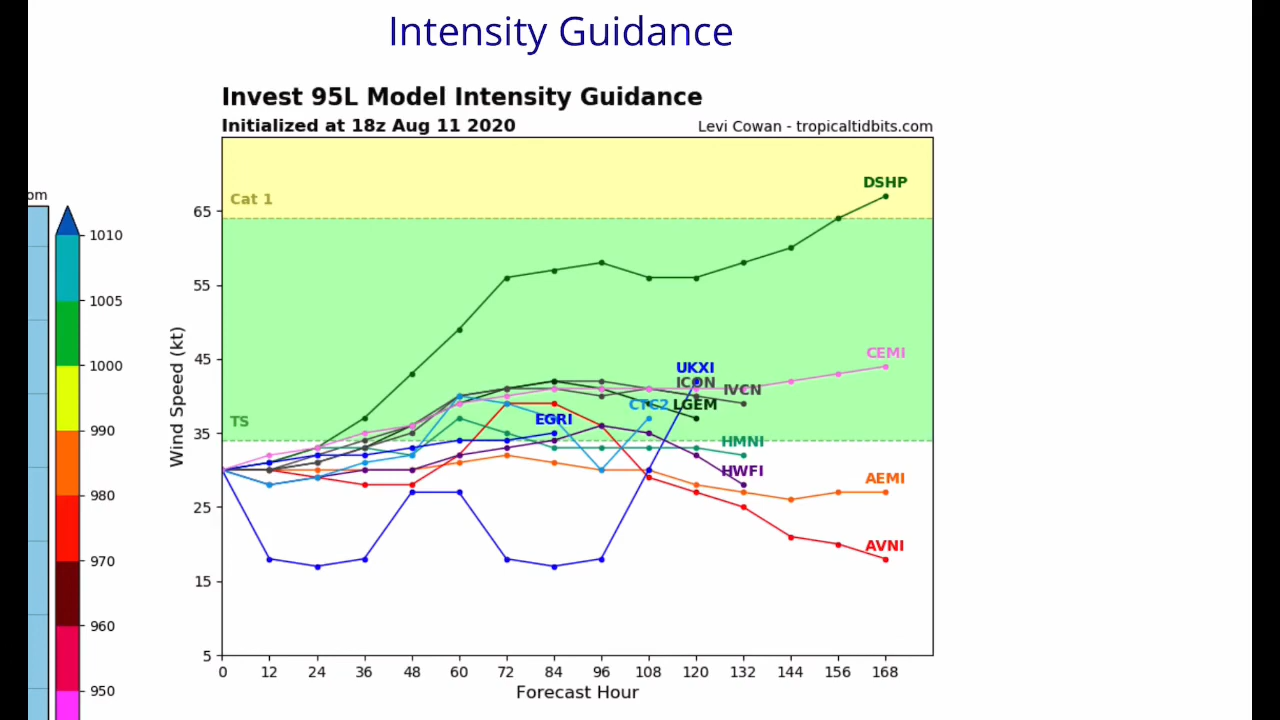 Intensity Guidance
Invest 95L Model Intensity Guidance
Initialized at 18z Aug 11 2020
Levi Cowan - tropicaltidbits.com
om
1010
1005
1000
990
980
970
960
950
Wind Speed (kt)
65
55
45
35
25
15
5
Cat 1
TS
DSHP
CEMI
UKXI
ICON
IVCN
CTC2
LGEM
EGRI
HMNI
HWFI
AEMI
AVNI
0 12 24 36 48 60 72 84 96 108 120 132 144 156 168
Forecast Hour